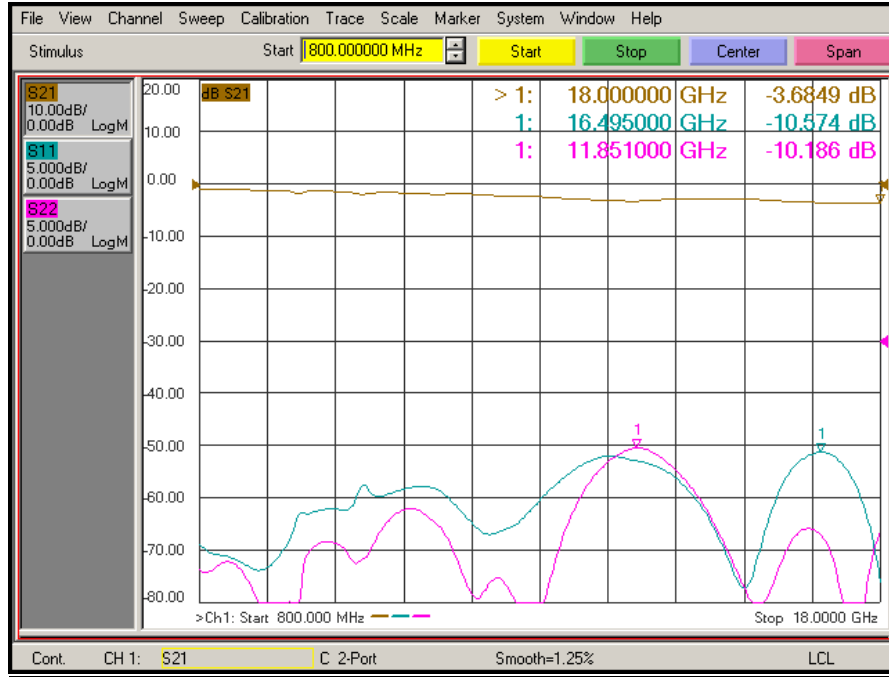 File View Channel Sweep Calibration Trace Scale Marker System Window Help
Stimulus Start 800.000000 MHz Start Stop Center Span
S21
10.00dB/
0.00dB LogM
S11
5.000dB/
0.00dB LogM
S22
5.000dB/
0.00dB LogM
20.00
10.00
0.00
-10.00
-20.00
-30.00
-40.00
-50.00
-60.00
-70.00
-80.00
dB S21
> 1: 18.000000 GHz -3.6849 dB
1: 16.495000 GHz -10.574 dB
1: 11.851000 GHz -10.186 dB
1
1
>Ch1: Start 800.000 MHz
Stop 18.0000 GHz
Cont. CH 1: S21 C 2-Port Smooth=1.25% LCL